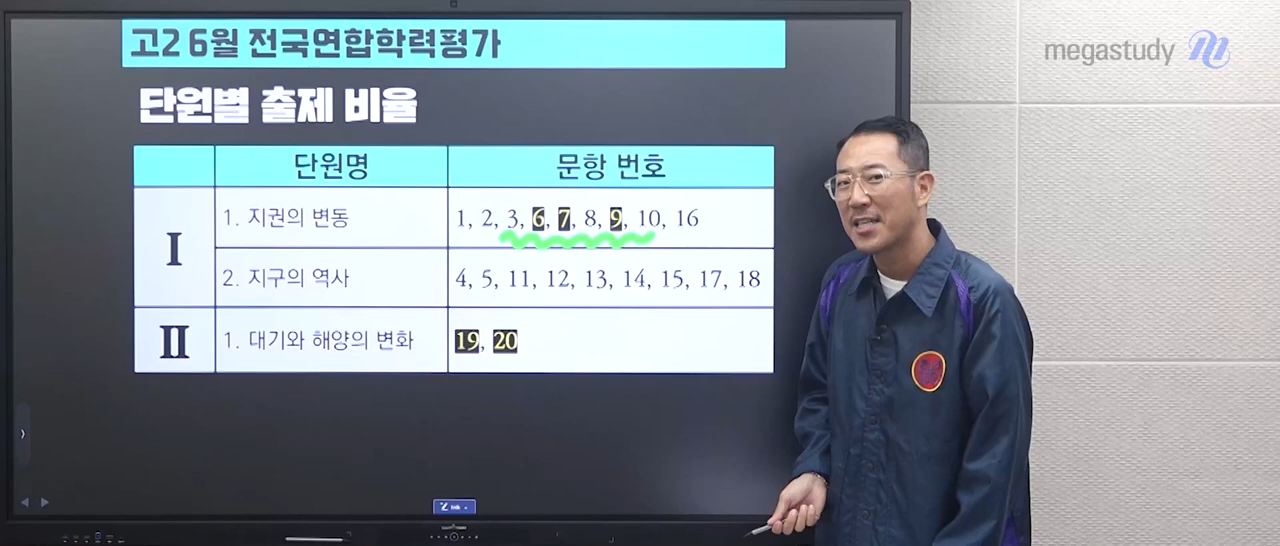 고2 6월 전국연합학력평가
megastudy
단원별 출제 비율
단원명 문항 번호
I 1. 지권의 변동 1, 2, 3, 6, 7, 8, 9, 10, 16
2. 지구의 역사 4, 5, 11, 12, 13, 14, 15, 17, 18
II 1. 대기와 해양의 변화 19, 20
link